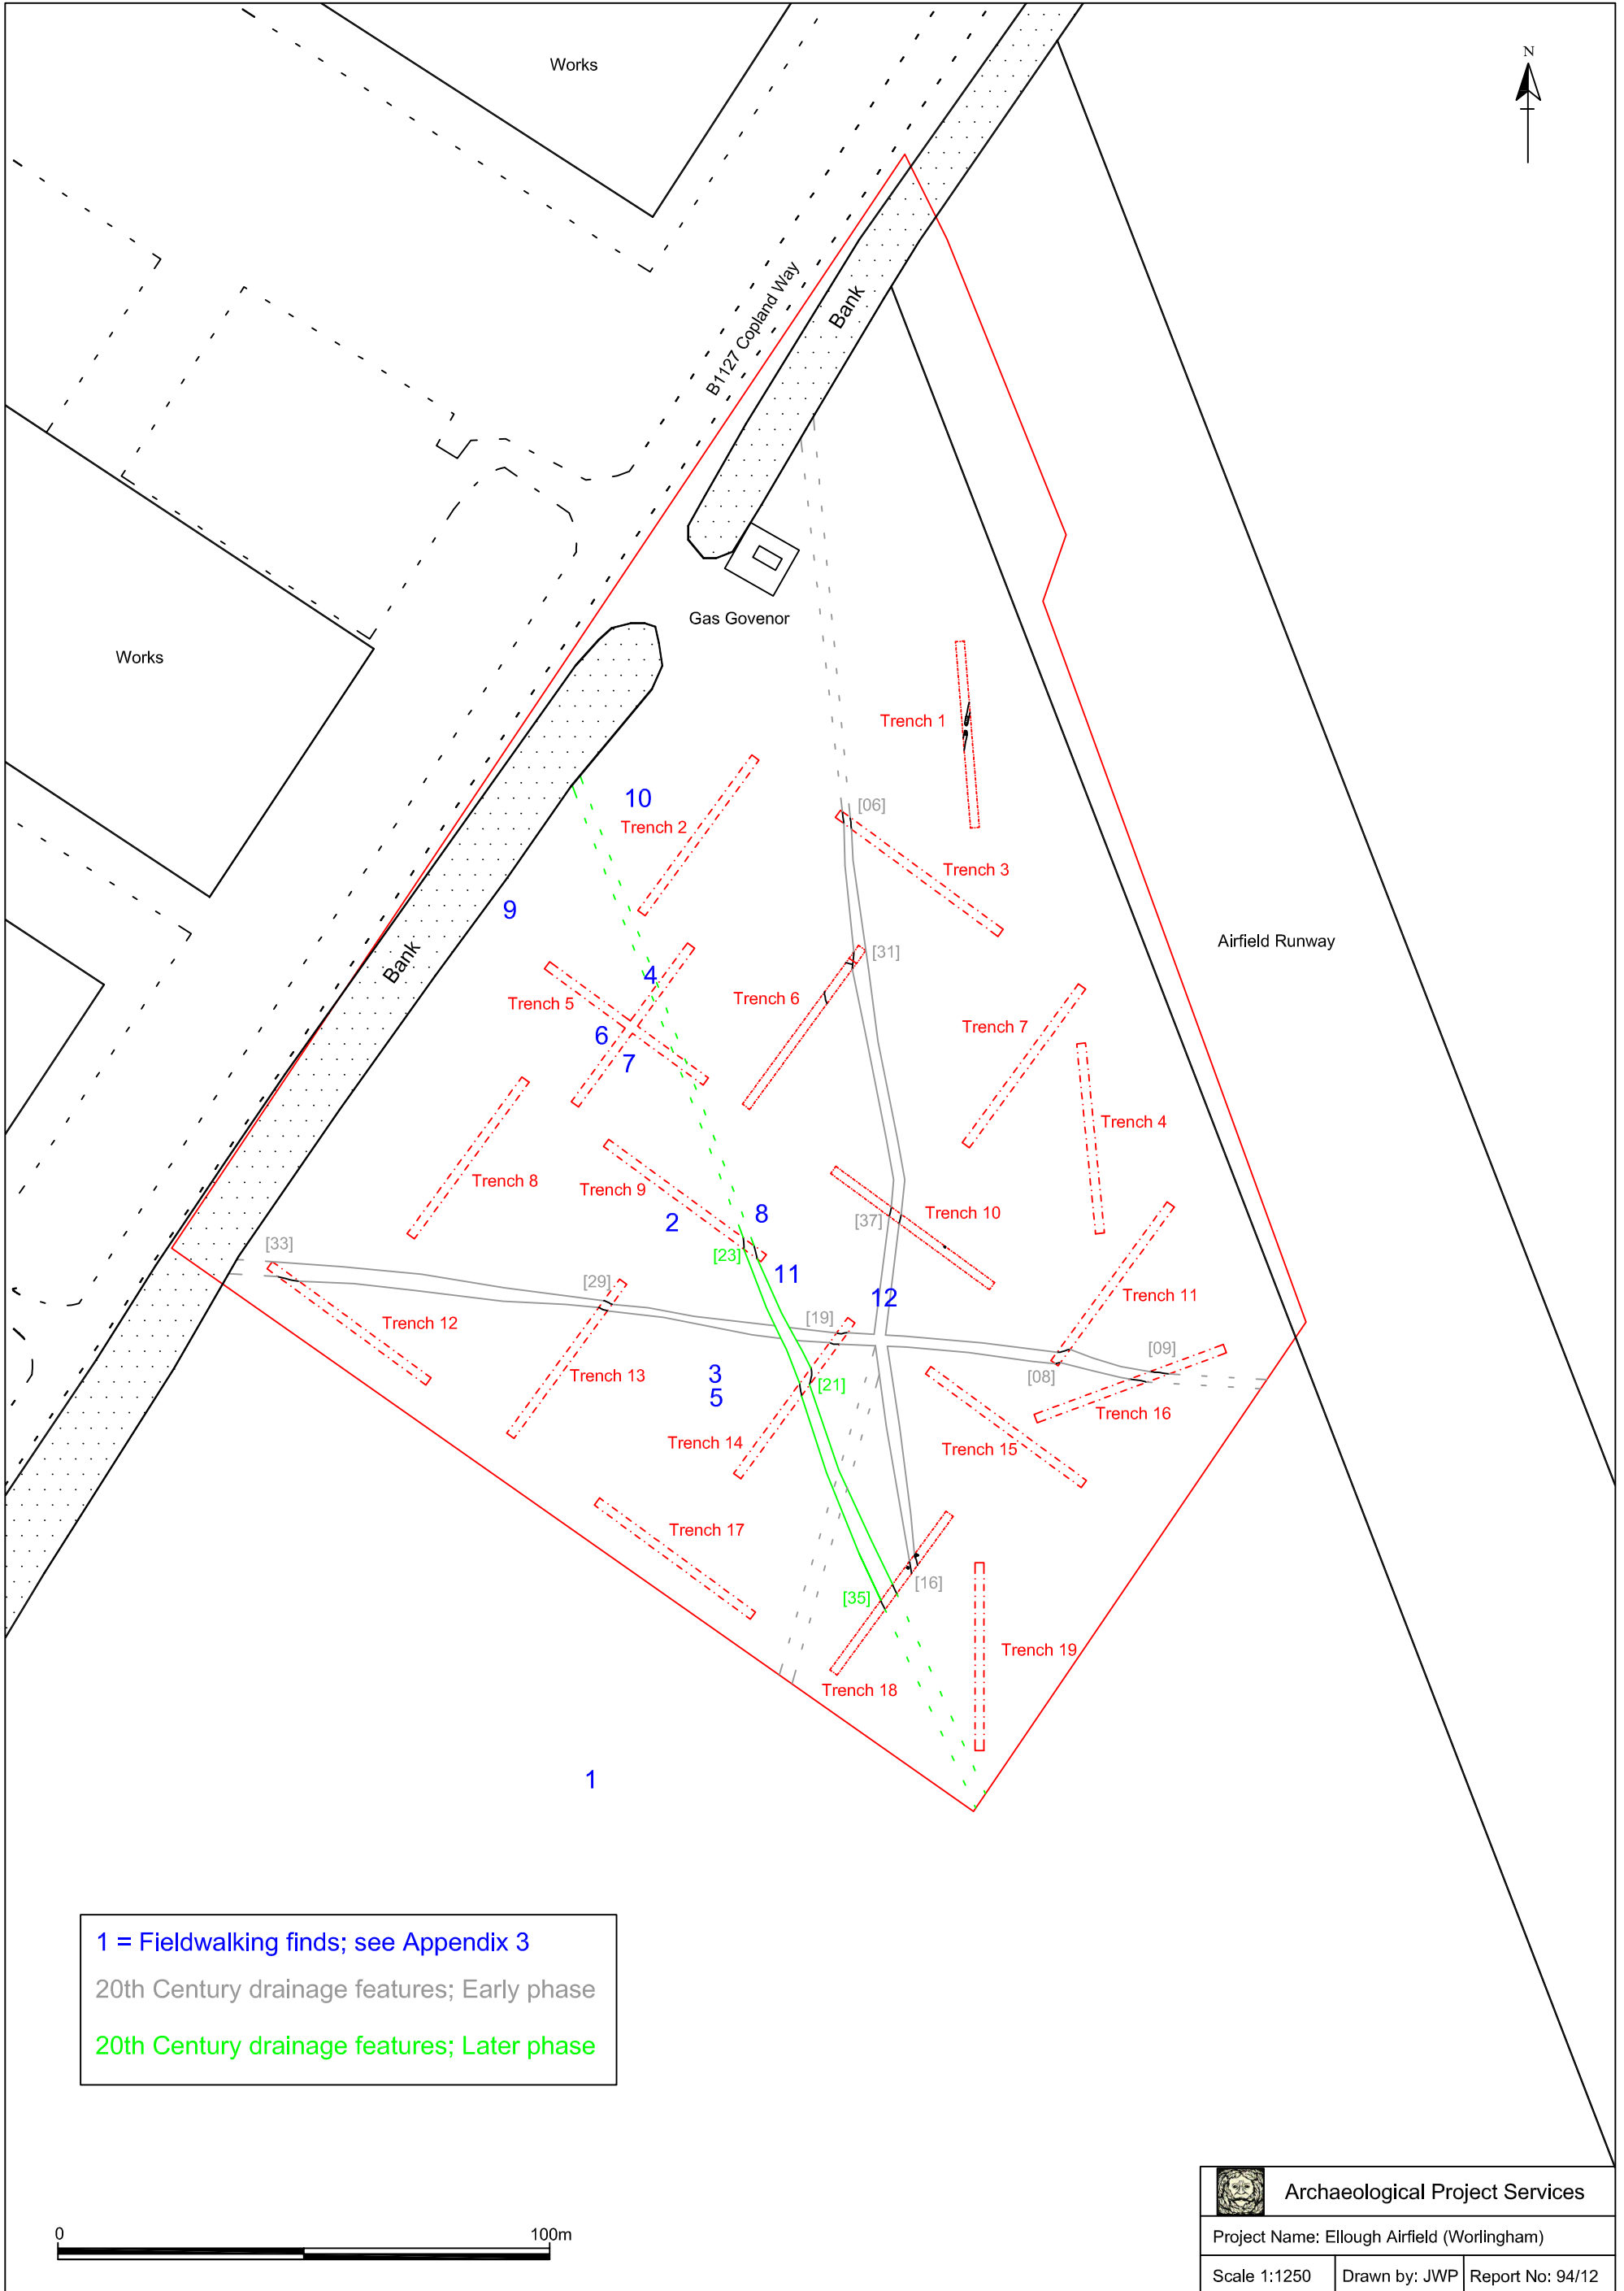 Works
N
B1127 Copland Way
Bank
Gas Govenor
Works
Trench 1
10
Trench 2
[06]
Trench 3
9
Airfield Runway
Bank
[31]
4
Trench 5
Trench 6
6
7
Trench 7
Trench 4
Trench 8
Trench 9
2
8
[37]
Trench 10
[33]
[23]
11
[29]
12
Trench 11
[19]
Trench 12
[09]
3
Trench 13
[08]
5
[21]
Trench 16
Trench 14
Trench 15
Trench 17
[16]
[35]
Trench 19
Trench 18
1
1 = Fieldwalking finds; see Appendix 3
20th Century drainage features; Early phase
20th Century drainage features; Later phase
0 100m
Archaeological Project Services
Project Name: Ellough Airfield (Worlingham)
Scale 1:1250 Drawn by: JWP Report No: 94/12